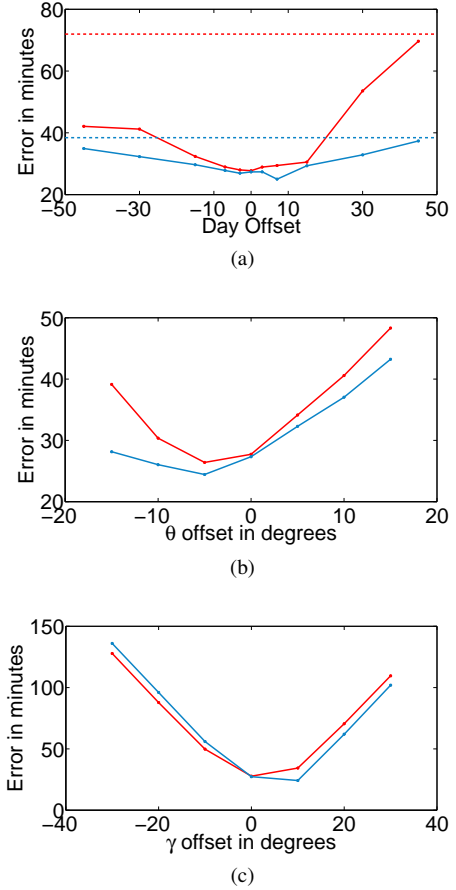 80
60
40
20
Error in minutes
−50 −30 −10 0 10 30 50
Day Offset
(a)
50
40
30
20
Error in minutes
−20 −10 0 10 20
θ offset in degrees
(b)
150
100
50
0
Error in minutes
−40 −20 0 20 40
γ offset in degrees
(c)